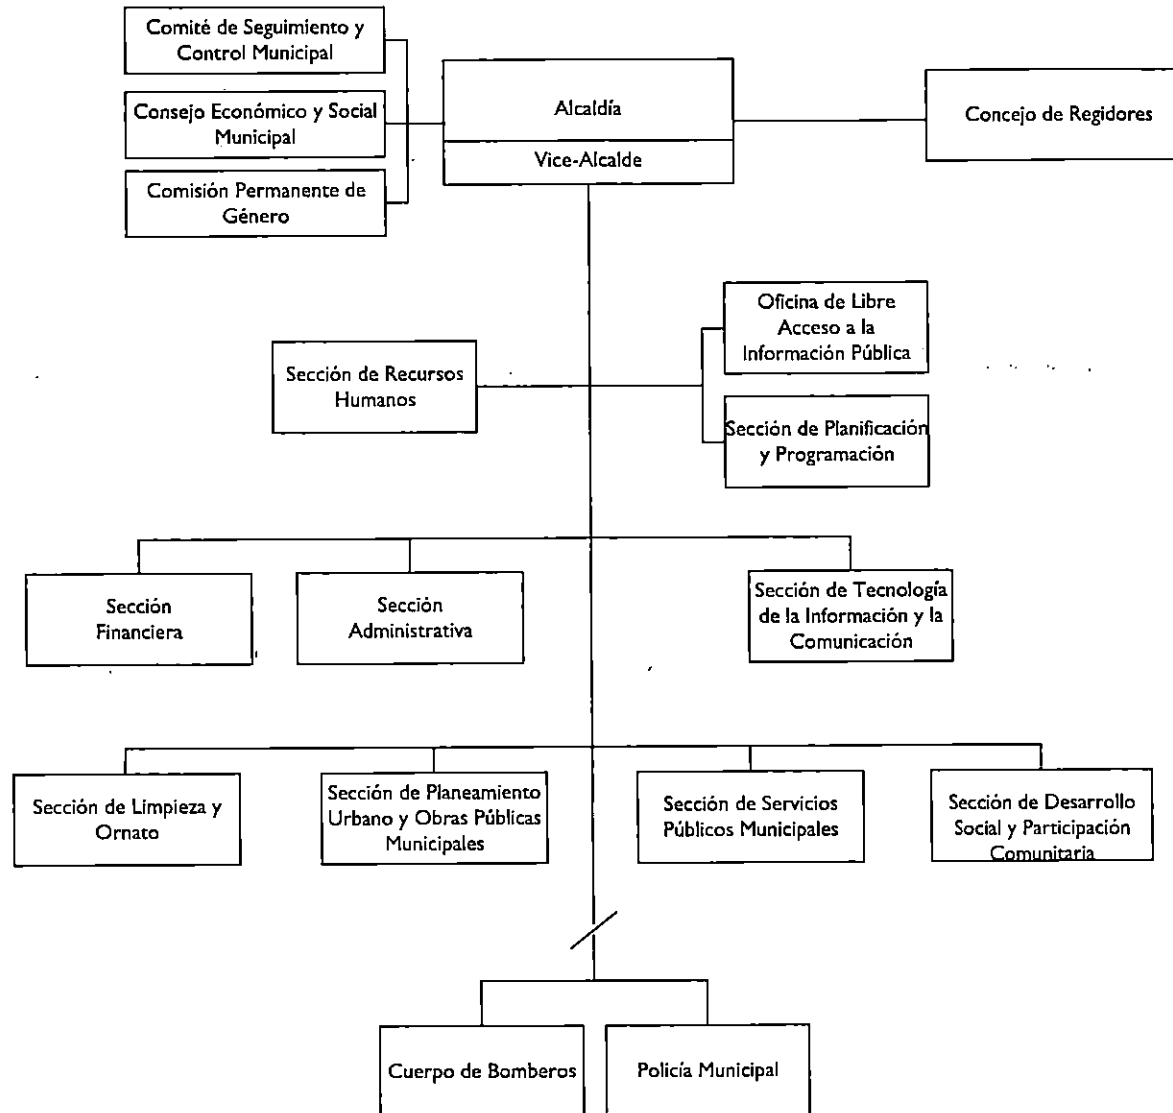 Comité de Seguimiento y
Control Municipal
Consejo Económico y Social
Municipal
Comisión Permanente de
Género
Alcaldía
Vice-Alcalde
Concejo de Regidores
Oficina de Libre
Acceso a la
Información Pública
Sección de Recursos
Humanos
Sección de Planificación
y Programación
Sección
Financiera
Sección
Administrativa
Sección de Tecnología
de la Información y la
Comunicación
Sección de Limpieza y
Ornato
Sección de Planeamiento
Urbano y Obras Públicas
Municipales
Sección de Servicios
Públicos Municipales
Sección de Desarrollo
Social y Participación
Comunitaria
Cuerpo de Bomberos
Policía Municipal